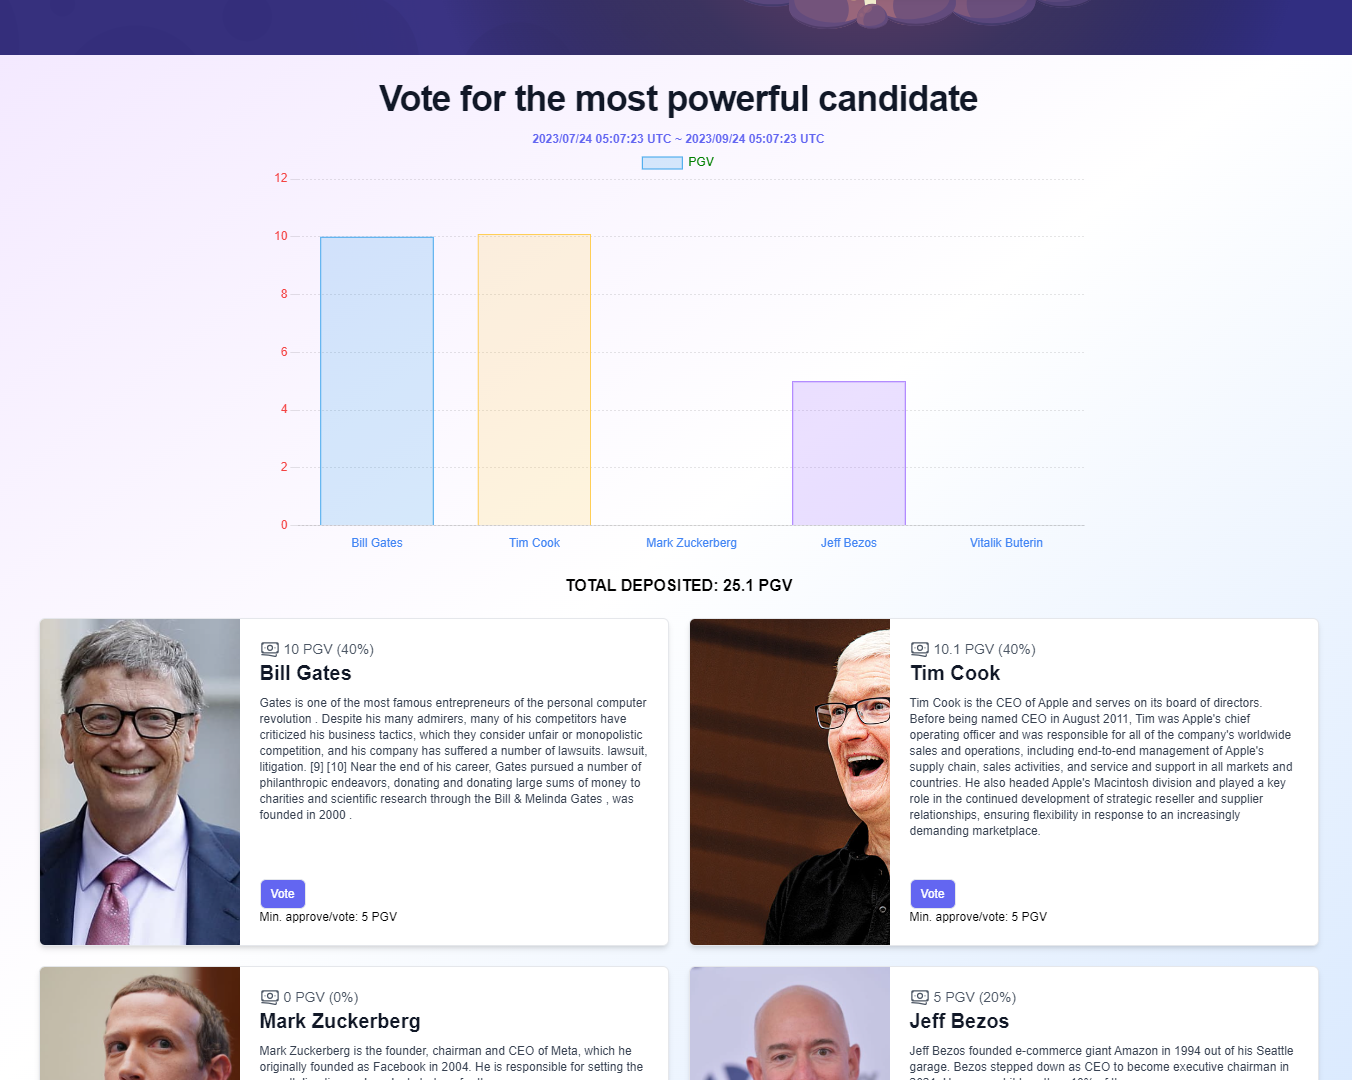 Vote for the most powerful candidate
2023/07/24 05:07:23 UTC ~ 2023/09/24 05:07:23 UTC
PGV
12
10
8
6
4
2
0
Bill Gates
Tim Cook
Mark Zuckerberg
Jeff Bezos
Vitalik Buterin
TOTAL DEPOSITED: 25.1 PGV
10 PGV (40%)
Bill Gates
Gates is one of the most famous entrepreneurs of the personal computer
revolution . Despite his many admirers, many of his competitors have
criticized his business tactics, which they consider unfair or monopolistic
competition, and his company has suffered a number of lawsuits. lawsuit,
litigation. [9] [10] Near the end of his career, Gates pursued a number of
philanthropic endeavors, donating and donating large sums of money to
charities and scientific research through the Bill & Melinda Gates , was
founded in 2000 .
Vote
Min. approve/vote: 5 PGV
10.1 PGV (40%)
Tim Cook
Tim Cook is the CEO of Apple and serves on its board of directors.
Before being named CEO in August 2011, Tim was Apple's chief
operating officer and was responsible for all of the company's worldwide
sales and operations, including end-to-end management of Apple's
supply chain, sales activities, and service and support in all markets and
countries. He also headed Apple's Macintosh division and played a key
role in the continued development of strategic reseller and supplier
relationships, ensuring flexibility in response to an increasingly
demanding marketplace.
Vote
Min. approve/vote: 5 PGV
0 PGV (0%)
Mark Zuckerberg
Mark Zuckerberg is the founder, chairman and CEO of Meta, which he
originally founded as Facebook in 2004. He is responsible for setting the
5 PGV (20%)
Jeff Bezos
Jeff Bezos founded e-commerce giant Amazon in 1994 out of his Seattle
garage. Bezos stepped down as CEO to become executive chairman in